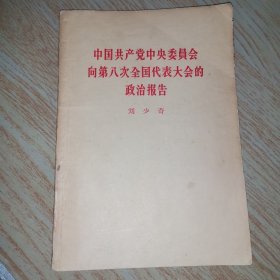 中国共产党中央委員会
向第八次全国代表大会的
政治报告
刘少奇